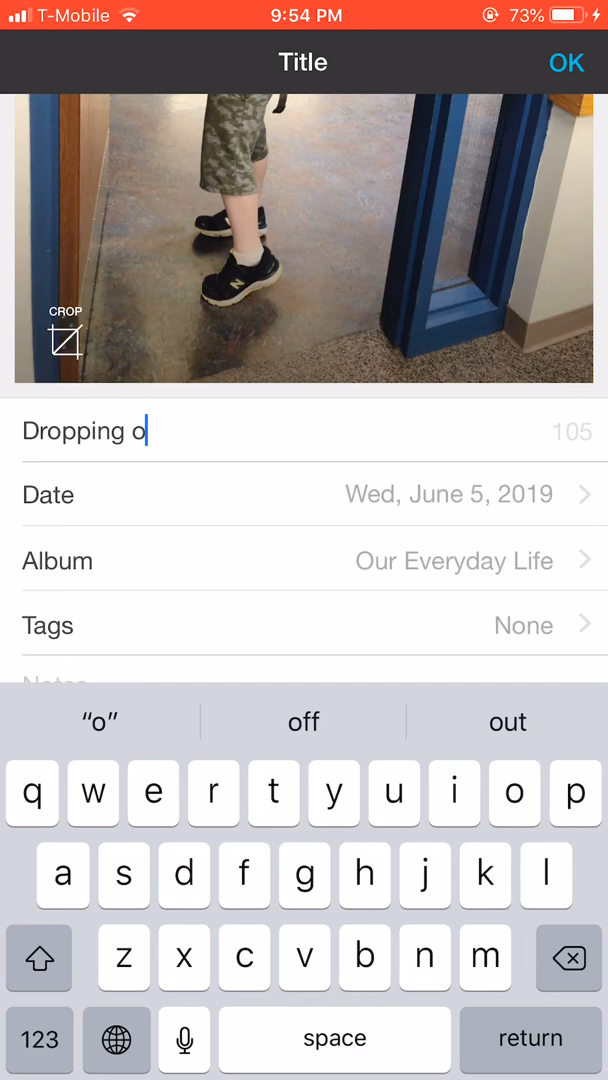 T-Mobile 9:54 PM 73%
Title OK
CROP
N
Dropping o 105
Date Wed, June 5, 2019
Album Our Everyday Life
Tags None
Notes
“o” off out
q w e r t y u i o p
a s d f g h j k l
z x c v b n m
123 space return